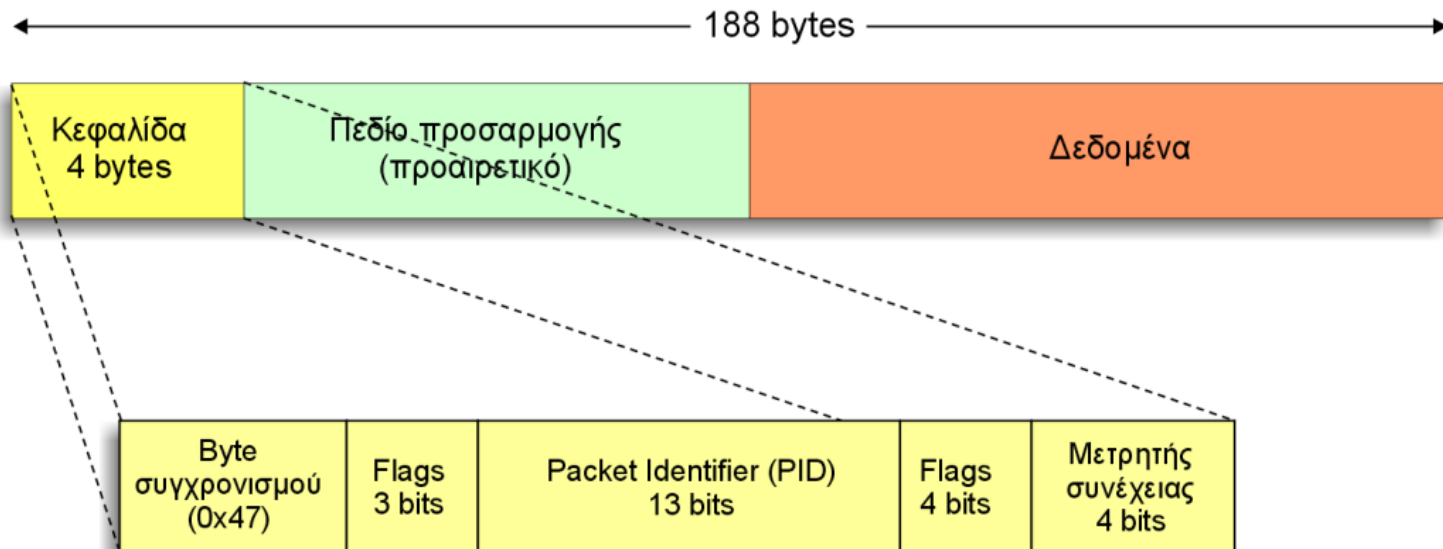 188 bytes
Κεφαλίδα
4 bytes
Πεδίο προσαρμογής
(προαιρετικό)
Δεδομένα
Byte
συγχρονισμού
(0x47)
Flags
3 bits
Packet Identifier (PID)
13 bits
Flags
4 bits
Μετρητής
συνέχειας
4 bits